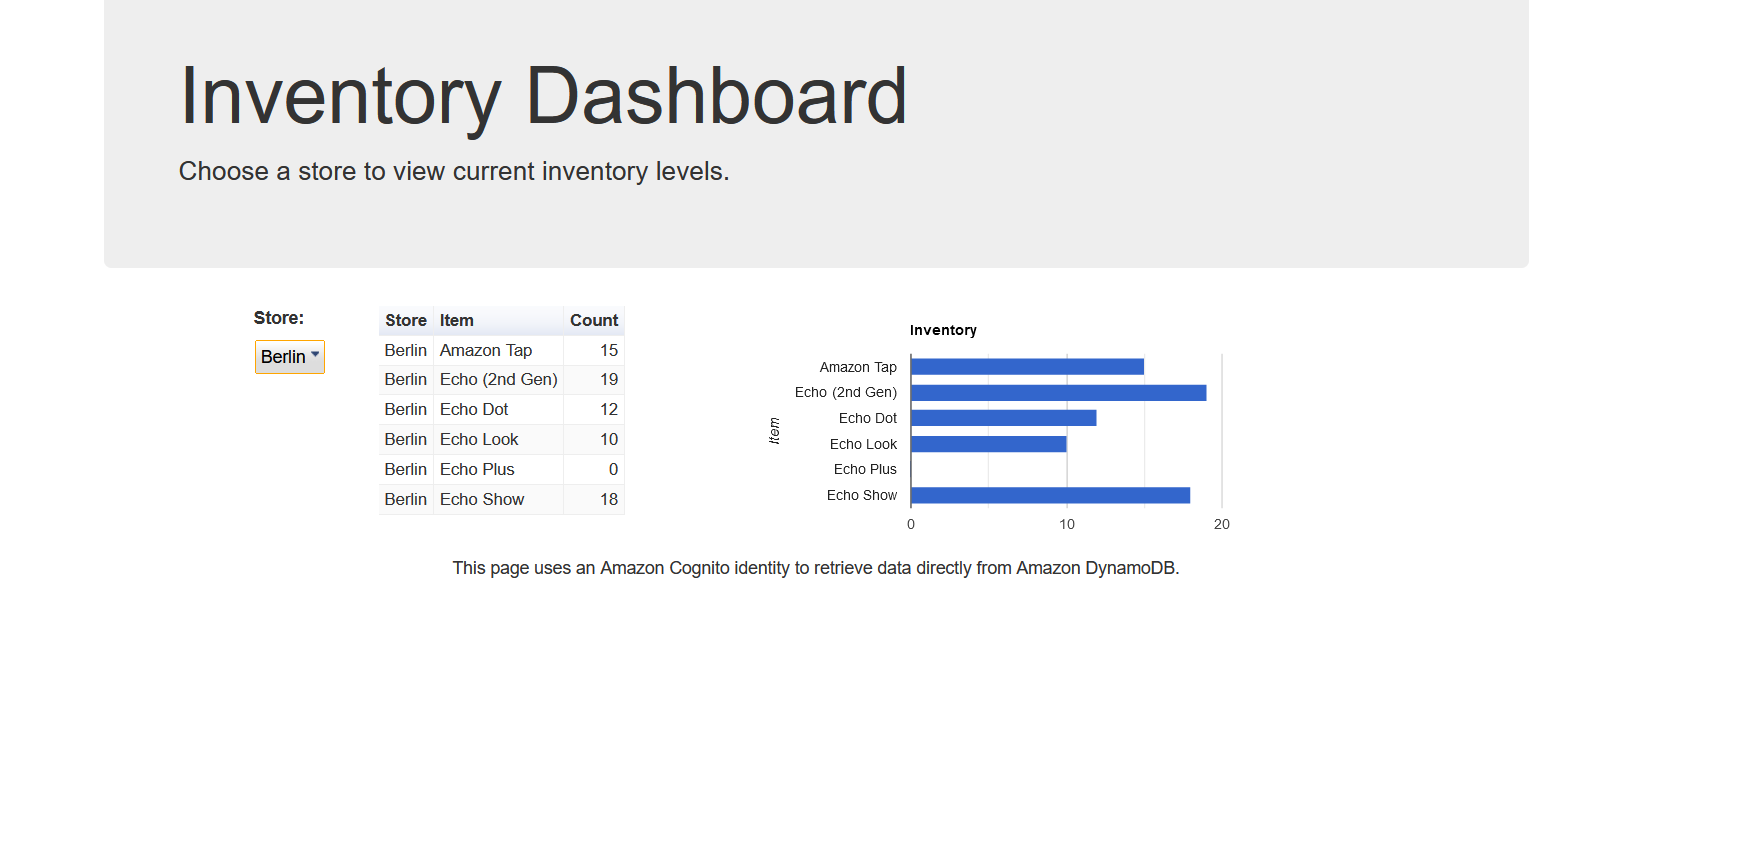 Inventory Dashboard
Choose a store to view current inventory levels.
Store:
Berlin
Store Item Count
Berlin Amazon Tap 15
Berlin Echo (2nd Gen) 19
Berlin Echo Dot 12
Berlin Echo Look 10
Berlin Echo Plus 0
Berlin Echo Show 18
Inventory
Item
Amazon Tap
Echo (2nd Gen)
Echo Dot
Echo Look
Echo Plus
Echo Show
0 10 20
This page uses an Amazon Cognito identity to retrieve data directly from Amazon DynamoDB.